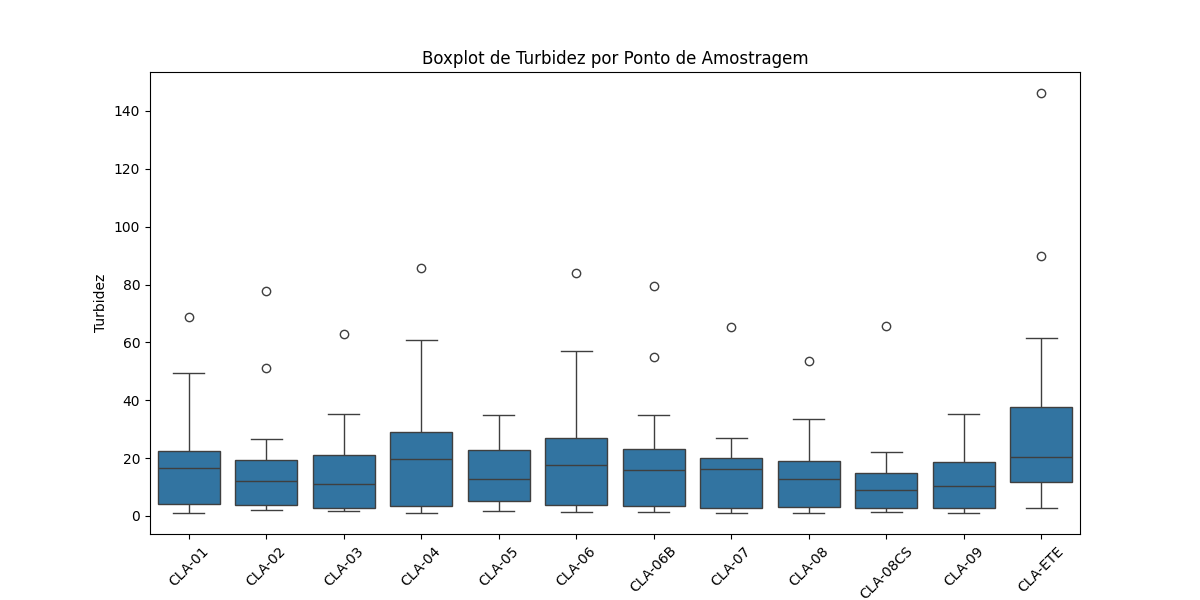 Boxplot de Turbidez por Ponto de Amostragem
Turbidez
140
120
100
80
60
40
20
0
CLA-01
CLA-02
CLA-03
CLA-04
CLA-05
CLA-06
CLA-06B
CLA-07
CLA-08
CLA-08CS
CLA-09
CLA-ETE